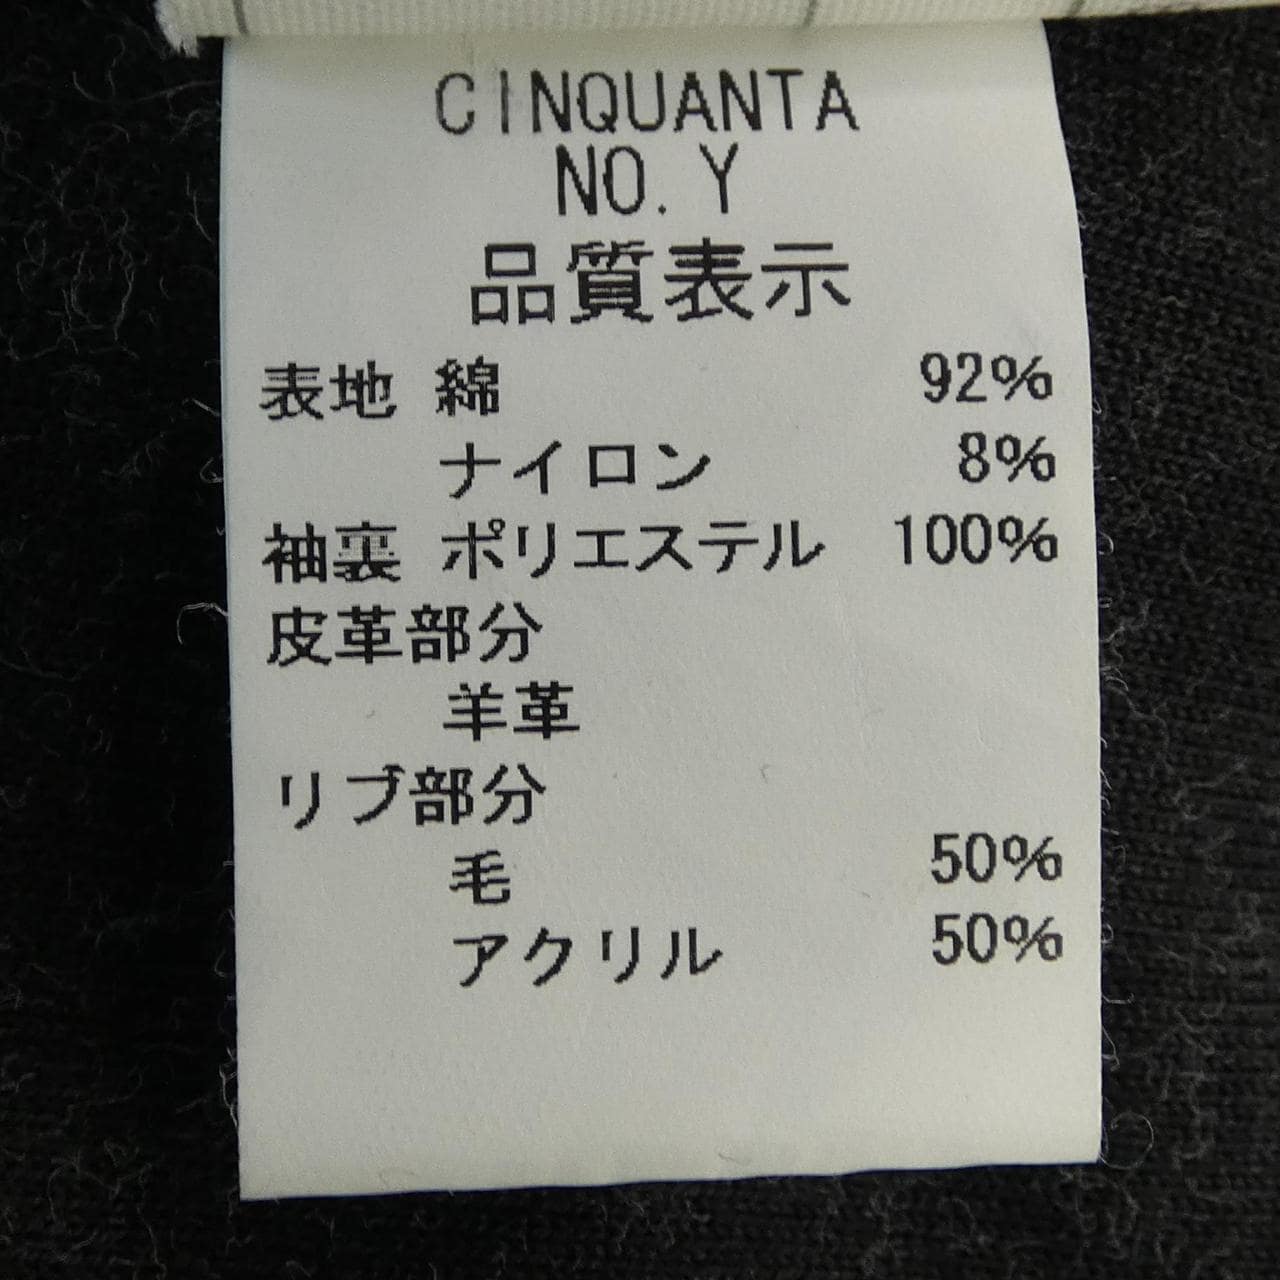 CINQUANTA
NO. Y
品質表示
表地 綿 92%
ナイロン 8%
袖裏 ポリエステル 100%
皮革部分
羊革
リブ部分
毛 50%
アクリル 50%